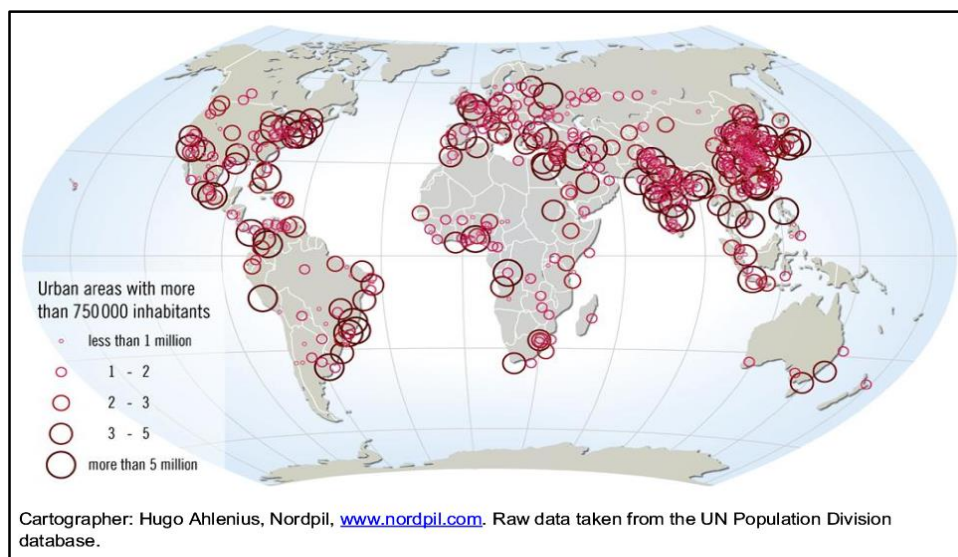 Urban areas with more
than 750 000 inhabitants
less than 1 million
1 - 2
2 - 3
3 - 5
more than 5 million
Cartographer: Hugo Ahlenius, Nordpil, www.nordpil.com. Raw data taken from the UN Population Division
database.